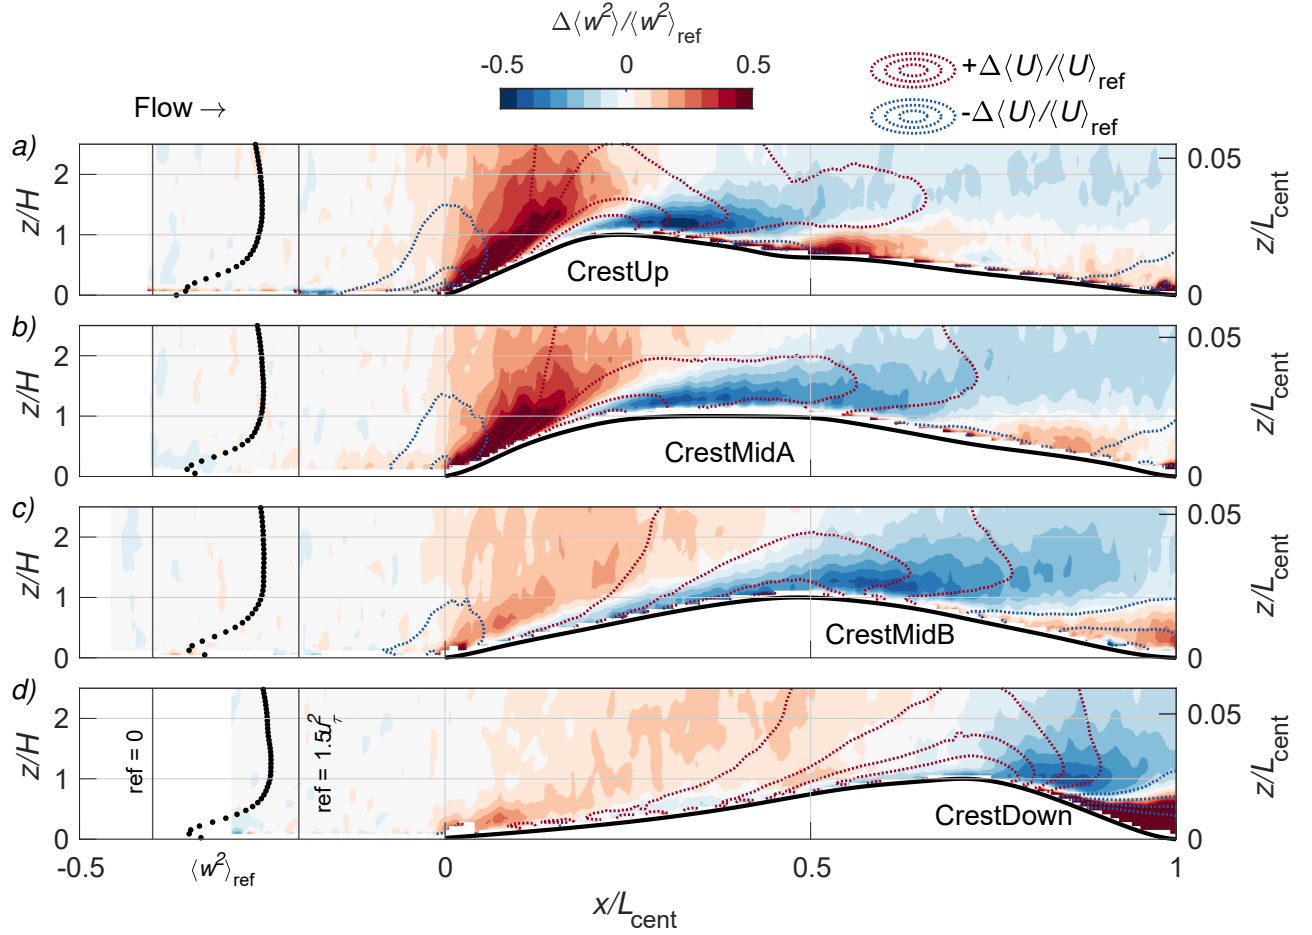 Δ⟨w²⟩/⟨w²⟩ref
-0.5 0 0.5
+Δ⟨U⟩/⟨U⟩ref
-Δ⟨U⟩/⟨U⟩ref
Flow →
a)
z/H
2
1
0
CrestUp
0.05
0
z/Lcent
b)
z/H
2
1
0
CrestMidA
0.05
0
z/Lcent
c)
z/H
2
1
0
CrestMidB
0.05
0
z/Lcent
d)
z/H
2
1
0
ref = 0
ref = 1.5u²τ
CrestDown
0.05
0
z/Lcent
-0.5 0 0.5 1
⟨w²⟩ref
x/Lcent